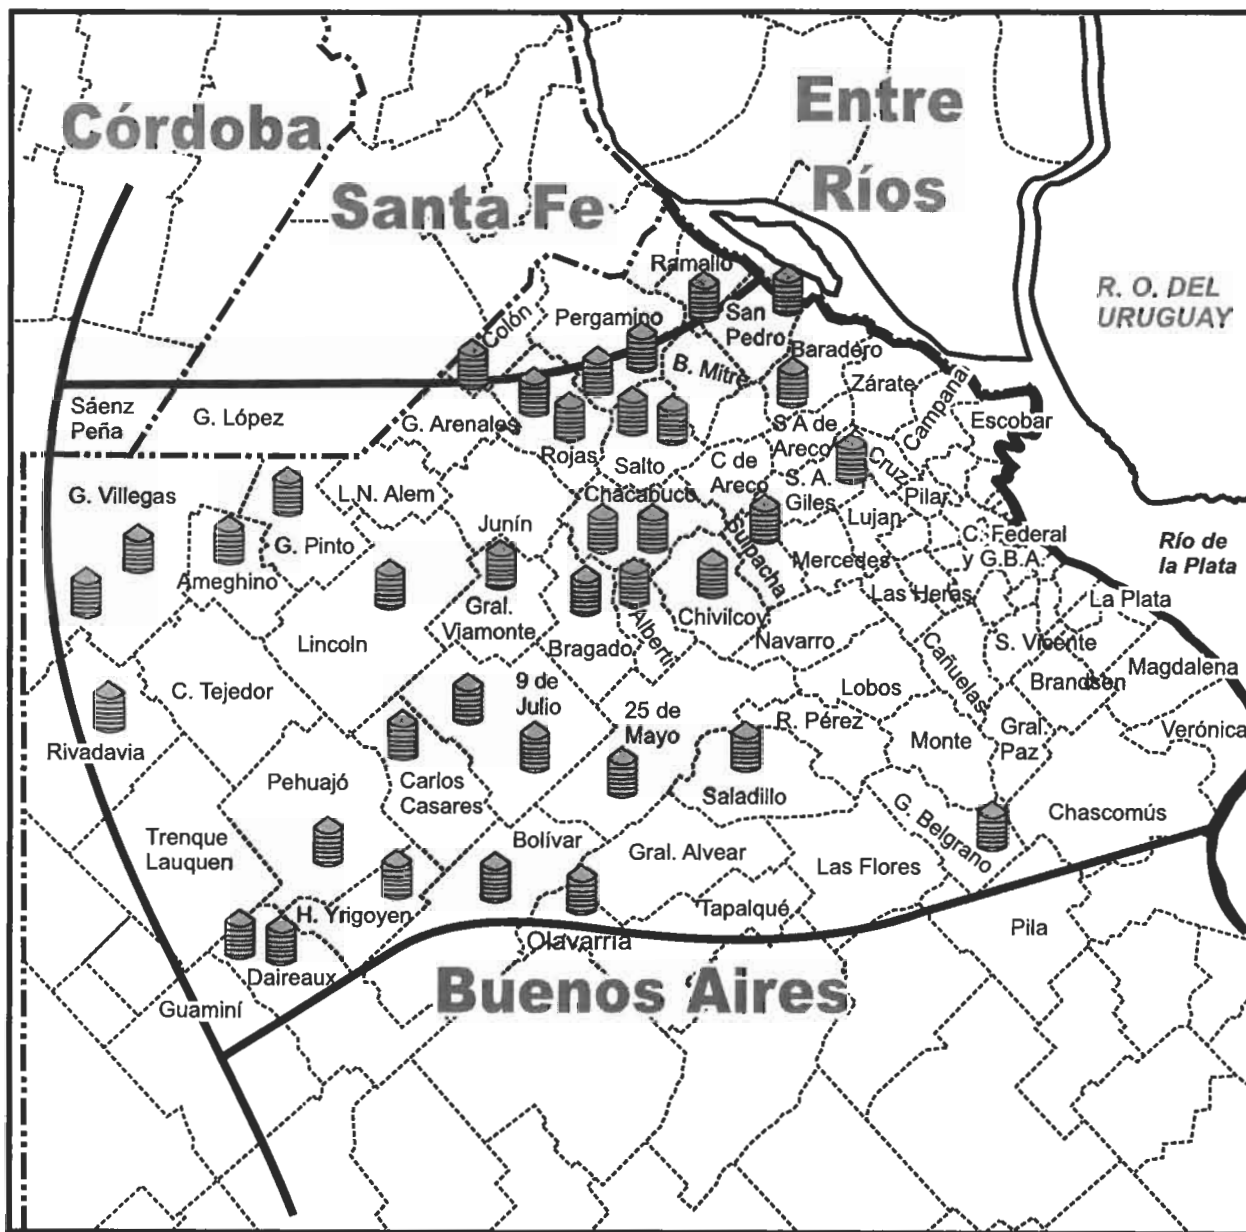 Córdoba
Entre
Ríos
Santa Fe
Ramallo
R. O. DEL
URUGUAY
San
Pedro
Pergamino
Colón
Baradero
B. Mitre
Zárate
Campana
Sáenz
Peña
G. López
G. Arenales
Escobar
S A de
Areco
Rojas
Salto
C de
Areco
Cruz
S. A.
Giles
G. Villegas
L.N. Alem
Chacabuco
Pilar
Lujan
Junín
Suipacha
C. Federal
y G.B.A.
Río de
la Plata
G. Pinto
Ameghino
Mercedes
Las Heras
La Plata
Gral.
Viamonte
Chivilcoy
Alberti
Lincoln
Bragado
Navarro
S. Vicente
Cañuelas
Magdalena
C. Tejedor
9 de
Julio
Lobos
Brandsen
25 de
Mayo
R. Pérez
Gral.
Paz
Verónica
Rivadavia
Monte
Pehuajó
Carlos
Casares
Saladillo
G. Belgrano
Chascomús
Trenque
Lauquen
Bolívar
Gral. Alvear
Las Flores
H. Yrigoyen
Tapalqué
Pila
Olavarría
Daireaux
Buenos Aires
Guaminí